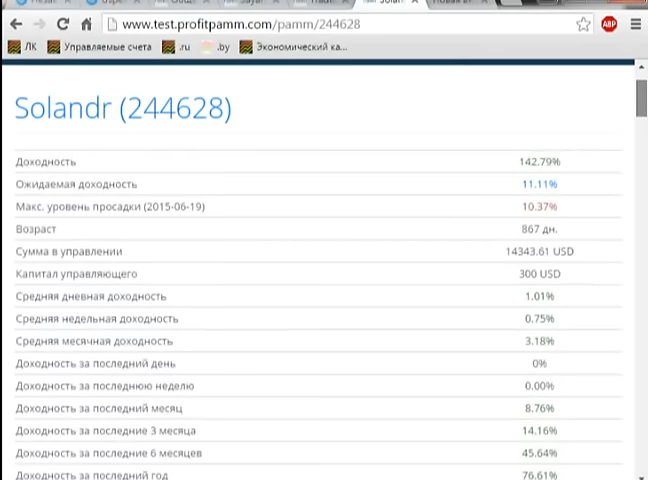 www.test.profitpamm.com/pamm/244628
ABP
ЛК Управляемые счета .ru .by Экономический ка...
Solandr (244628)
Доходность 142.79%
Ожидаемая доходность 11.11%
Макс. уровень просадки (2015-06-19) 10.37%
Возраст 867 дн.
Сумма в управлении 14343.61 USD
Капитал управляющего 300 USD
Средняя дневная доходность 1.01%
Средняя недельная доходность 0.75%
Средняя месячная доходность 3.18%
Доходность за последний день 0%
Доходность за последнюю неделю 0.00%
Доходность за последний месяц 8.76%
Доходность за последние 3 месяца 14.16%
Доходность за последние 6 месяцев 45.64%
Доходность за последний год 76.61%